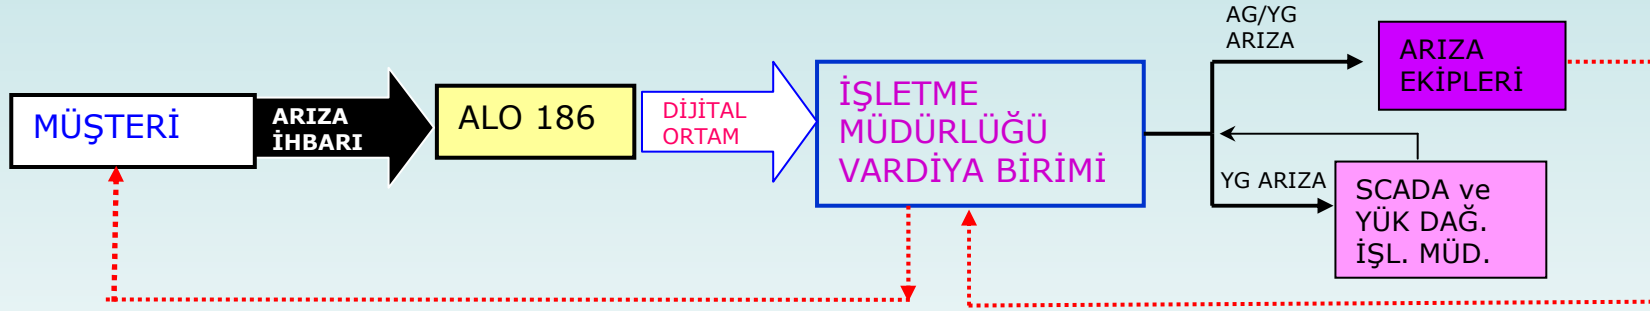 MÜŞTERİ
ARIZA
İHBARI
ALO 186
DİJİTAL
ORTAM
İŞLETME
MÜDÜRLÜĞÜ
VARDİYA BİRİMİ
AG/YG
ARIZA
ARIZA
EKİPLERİ
YG ARIZA
SCADA ve
YÜK DAĞ.
İŞL. MÜD.